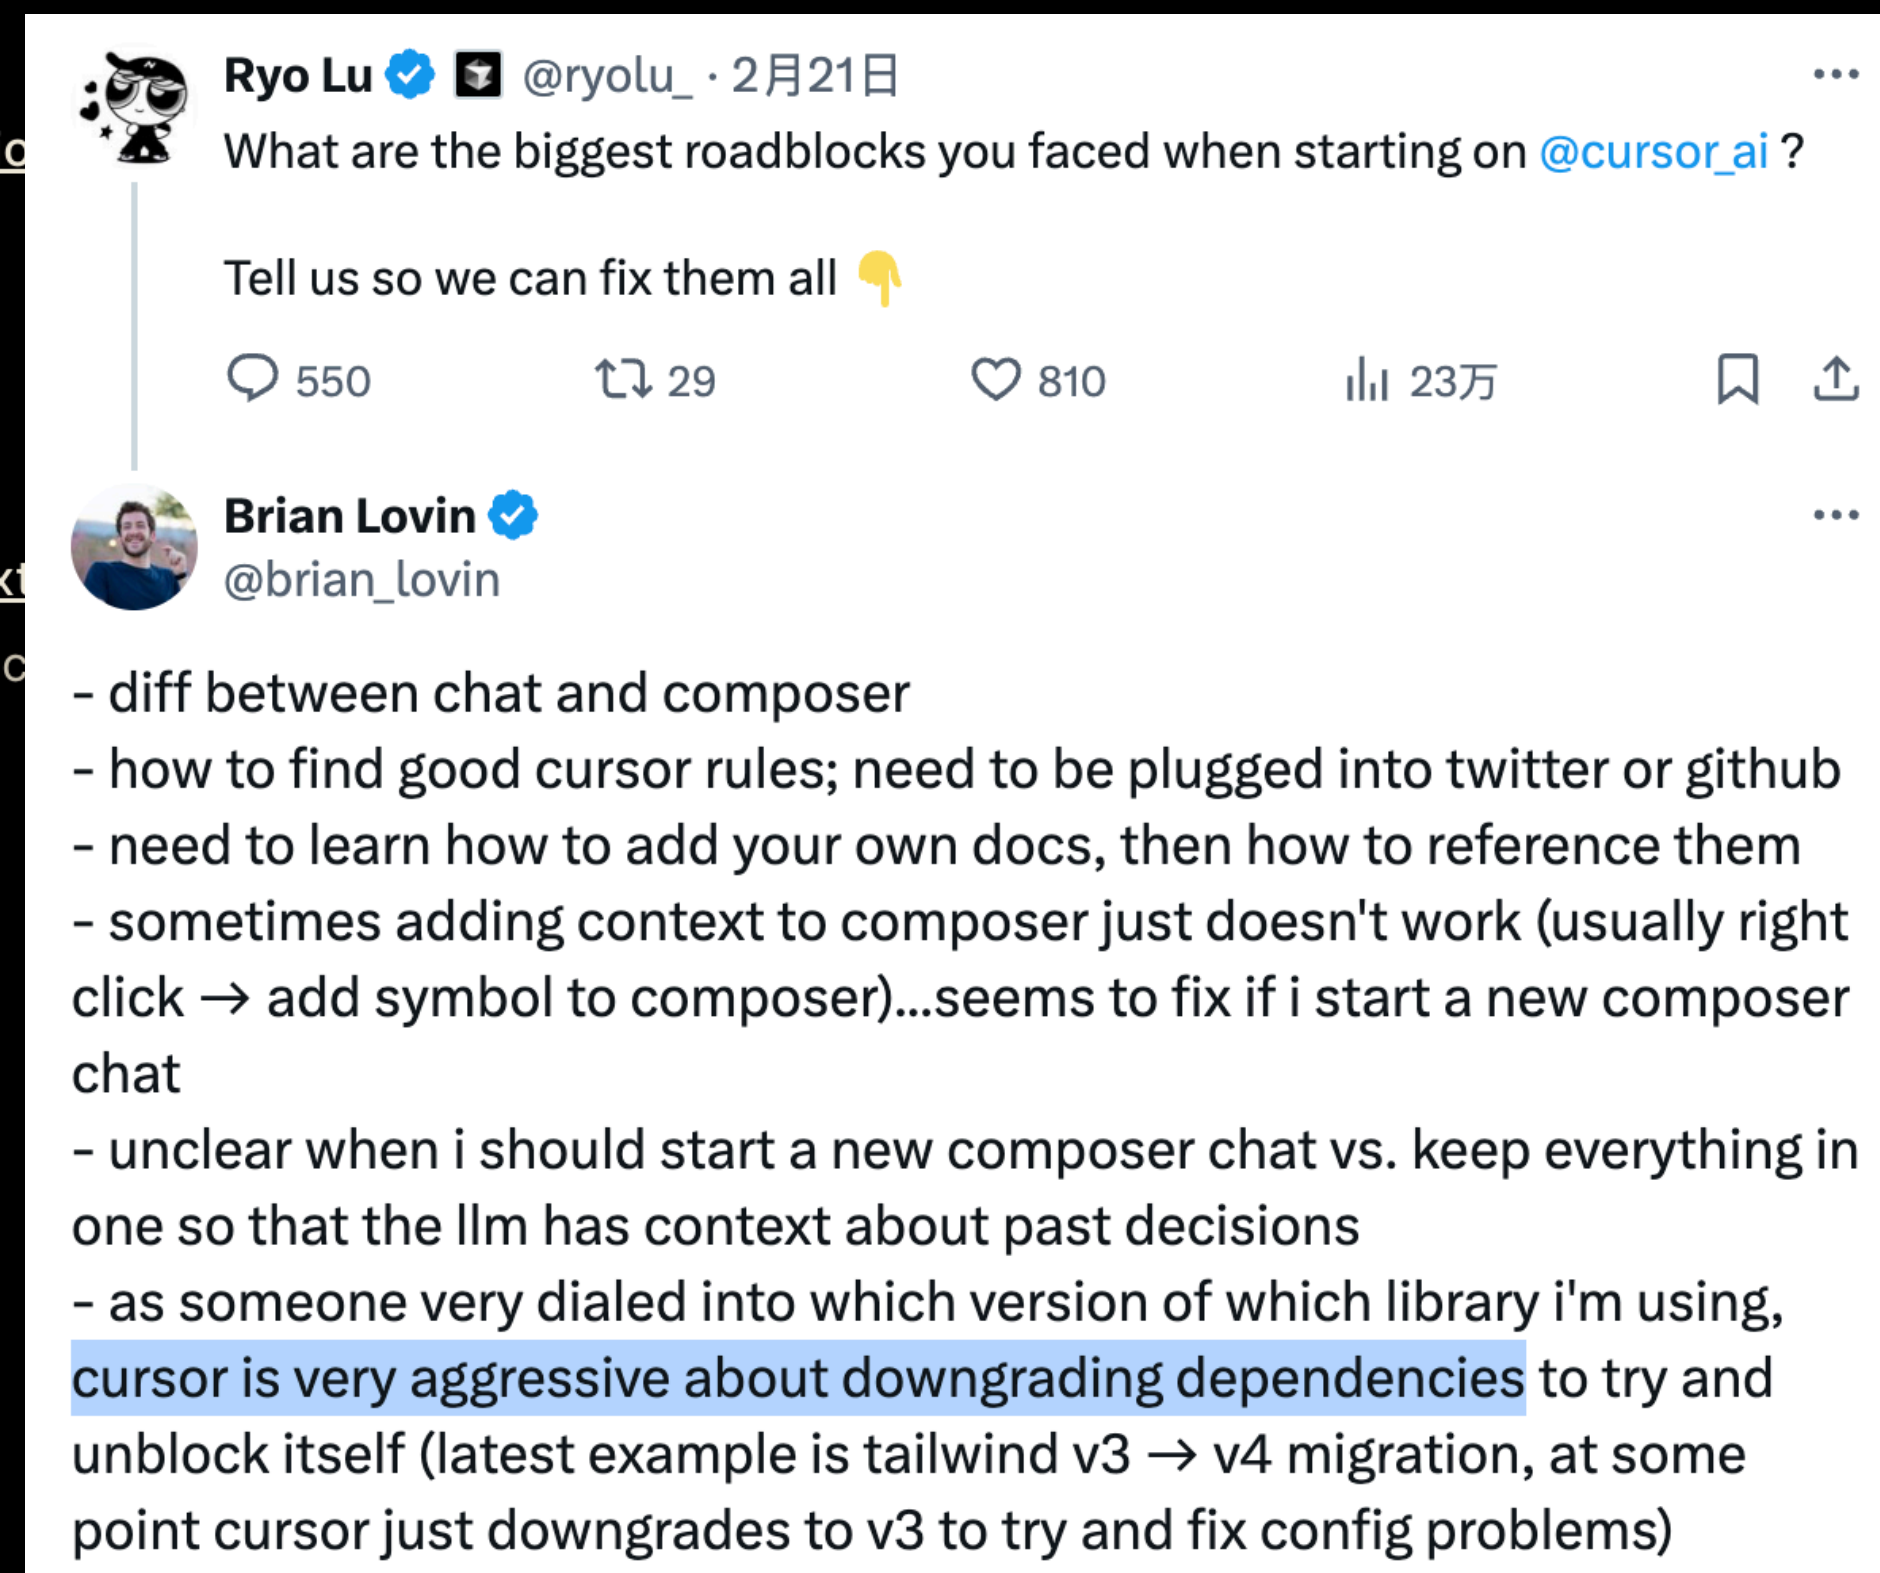 Ryo Lu @ryolu_ · 2月21日
What are the biggest roadblocks you faced when starting on @cursor_ai ?
Tell us so we can fix them all 👇
550 29 810 23万
Brian Lovin
@brian_lovin
- diff between chat and composer
- how to find good cursor rules; need to be plugged into twitter or github
- need to learn how to add your own docs, then how to reference them
- sometimes adding context to composer just doesn't work (usually right
click → add symbol to composer)...seems to fix if i start a new composer
chat
- unclear when i should start a new composer chat vs. keep everything in
one so that the llm has context about past decisions
- as someone very dialed into which version of which library i'm using,
cursor is very aggressive about downgrading dependencies to try and
unblock itself (latest example is tailwind v3 → v4 migration, at some
point cursor just downgrades to v3 to try and fix config problems)